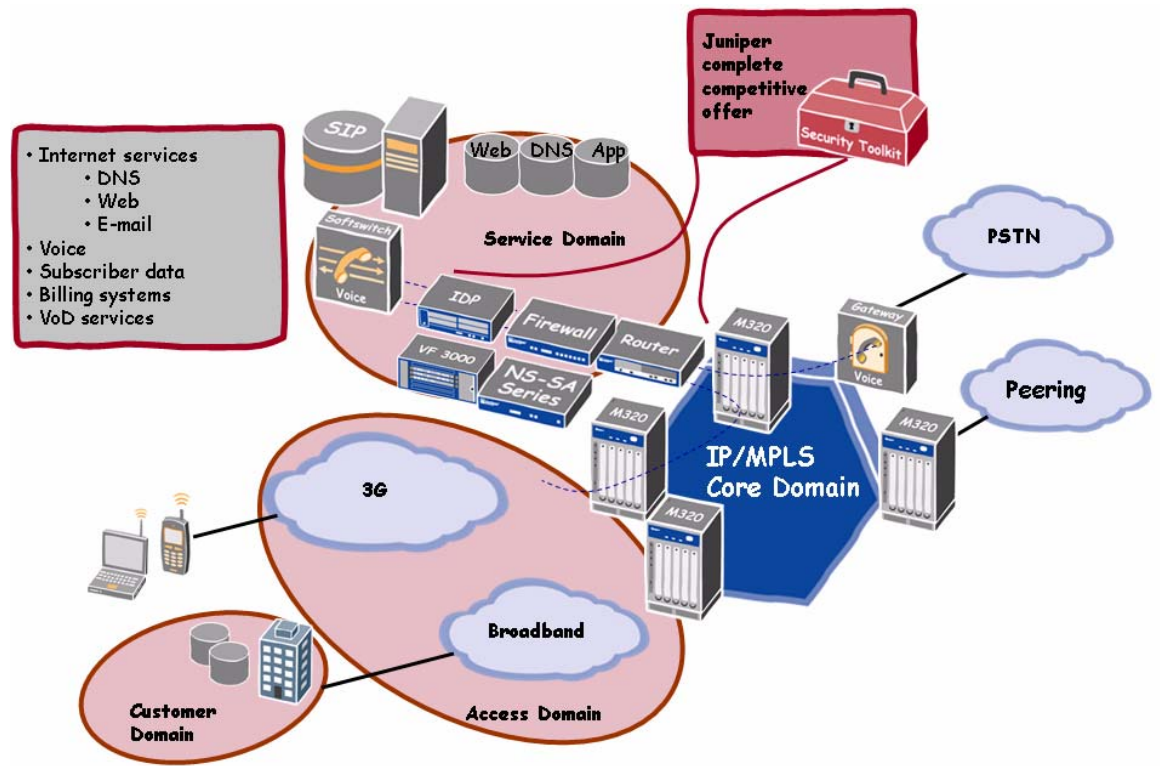 Juniper
complete
competitive
offer
Security Toolkit
• Internet services
• DNS
• Web
• E-mail
• Voice
• Subscriber data
• Billing systems
• VoD services
SIP
Web
DNS
App
Softswitch
Voice
Service Domain
IDP
Firewall
Router
VF 3000
NS-SA
Series
M320
Gateway
Voice
PSTN
Peering
M320
M320
M320
IP/MPLS
Core Domain
3G
Broadband
Access Domain
Customer
Domain